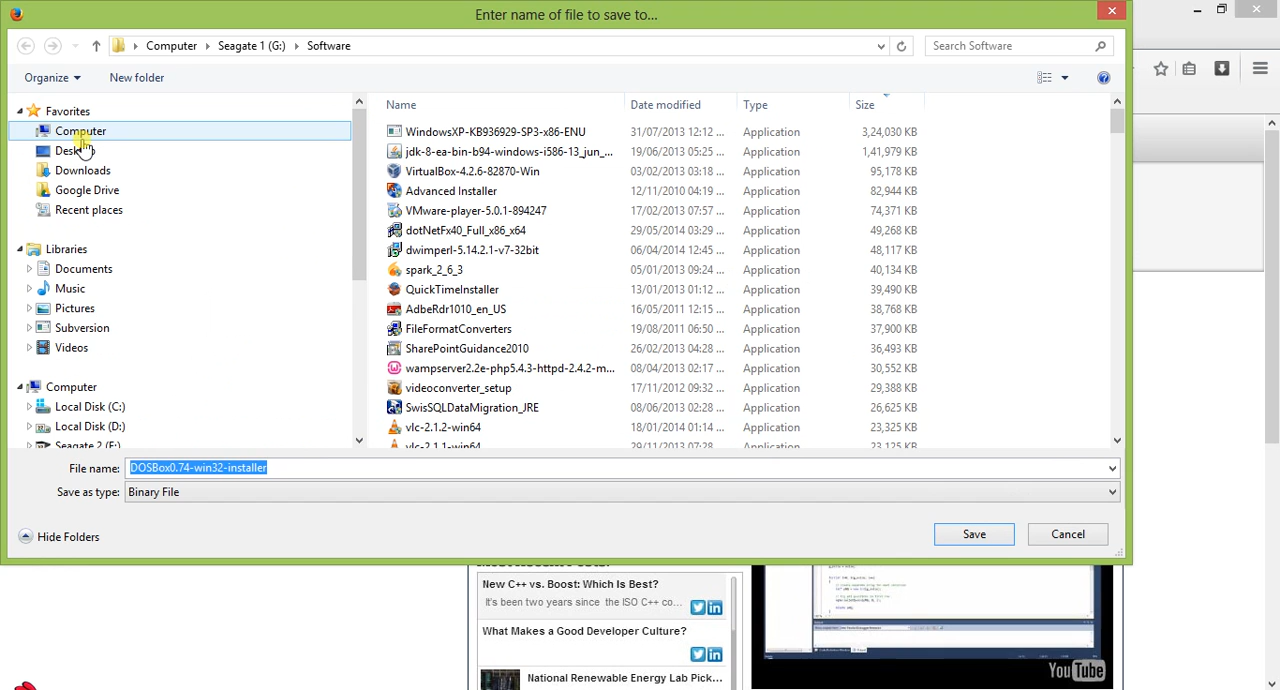 Enter name of file to save to...
Computer Seagate 1 (G:) Software
Search Software
Organize New folder
Name Date modified Type Size
Favorites
Computer
Downloads
Google Drive
Recent places
Libraries
Documents
Music
Pictures
Subversion
Videos
Computer
Local Disk (C:)
Local Disk (D:)
Seagate 2 (F:)
WindowsXP-KB936929-SP3-x86-ENU 31/07/2013 12:12 ... Application 3,24,030 KB
jdk-8-ea-bin-b94-windows-i586-13_jun_... 19/06/2013 05:25 ... Application 1,41,979 KB
VirtualBox-4.2.6-82870-Win 03/02/2013 03:18 ... Application 95,178 KB
Advanced Installer 12/11/2010 04:19 ... Application 82,944 KB
VMware-player-5.0.1-894247 17/02/2013 07:57 ... Application 74,371 KB
dotNetFx40_Full_x86_x64 29/05/2014 03:29 ... Application 49,268 KB
dwimperl-5.14.2.1-v7-32bit 06/04/2014 12:45 ... Application 48,117 KB
spark_2_6_3 05/01/2013 09:24 ... Application 40,134 KB
QuickTimeInstaller 13/01/2013 01:12 ... Application 39,490 KB
AdbeRdr1010_en_US 16/05/2011 12:15 ... Application 38,768 KB
FileFormatConverters 19/08/2011 06:50 ... Application 37,900 KB
SharePointGuidance2010 26/02/2013 04:28 ... Application 36,493 KB
wampserver2.2e-php5.4.3-httpd-2.4.2-m... 08/04/2013 02:17 ... Application 30,552 KB
videoconverter_setup 17/11/2012 09:32 ... Application 29,388 KB
SwisSQLDataMigration_JRE 08/06/2013 02:28 ... Application 26,625 KB
vlc-2.1.2-win64 18/01/2014 01:14 ... Application 23,325 KB
vlc-2.1.1-win64 29/11/2013 07:28 ... Application 23,125 KB
File name: DOSBox0.74-win32-installer
Save as type: Binary File
Hide Folders Save Cancel
New C++ vs. Boost: Which Is Best?
It's been two years since the ISO C++ co...
What Makes a Good Developer Culture?
National Renewable Energy Lab Pick...
YouTube